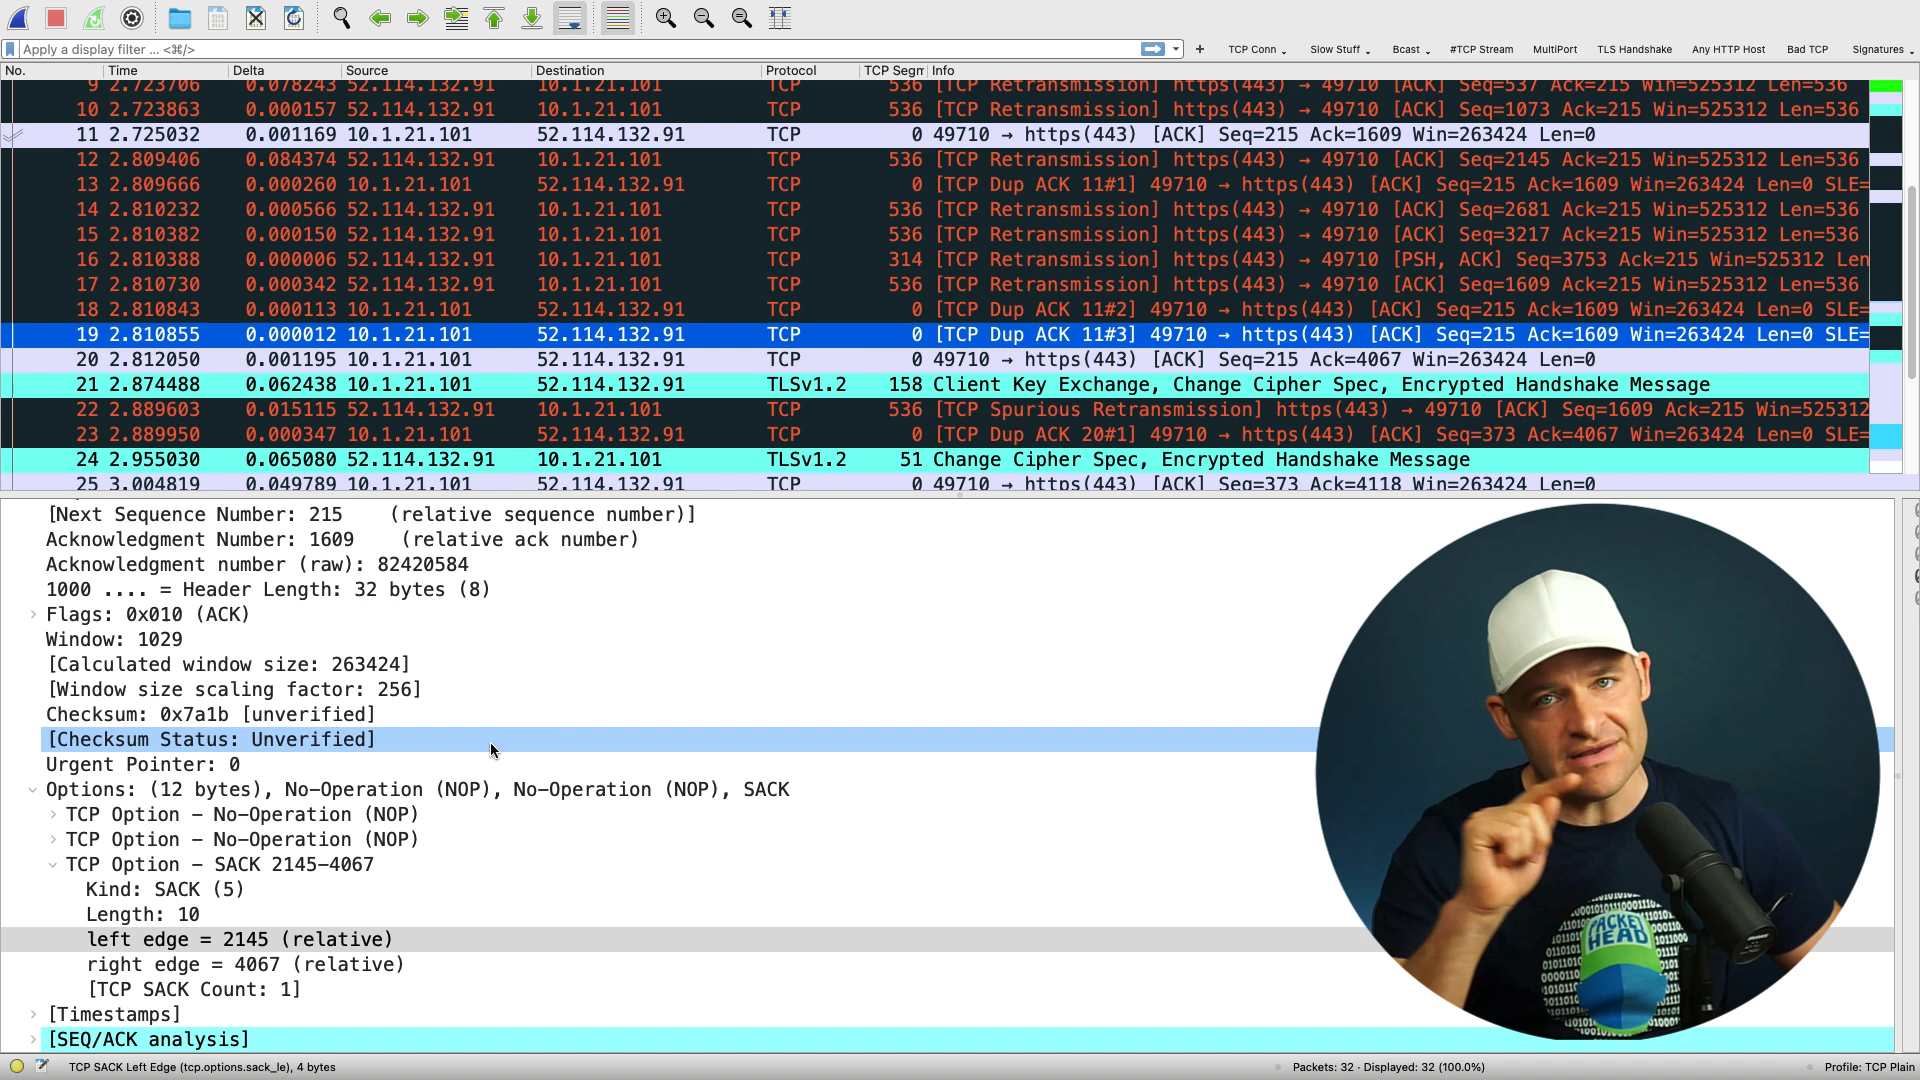 Apply a display filter ... <⌘/>
+ TCP Conn Slow Stuff Bcast #TCP Stream MultiPort TLS Handshake Any HTTP Host Bad TCP Signatures
No. Time Delta Source Destination Protocol TCP Segm Info
9 2.723706 0.078243 52.114.132.91 10.1.21.101 TCP 536 [TCP Retransmission] https(443) → 49710 [ACK] Seq=537 Ack=215 Win=525312 Len=536
10 2.723863 0.000157 52.114.132.91 10.1.21.101 TCP 536 [TCP Retransmission] https(443) → 49710 [ACK] Seq=1073 Ack=215 Win=525312 Len=536
11 2.725032 0.001169 10.1.21.101 52.114.132.91 TCP 0 49710 → https(443) [ACK] Seq=215 Ack=1609 Win=263424 Len=0
12 2.809406 0.084374 52.114.132.91 10.1.21.101 TCP 536 [TCP Retransmission] https(443) → 49710 [ACK] Seq=2145 Ack=215 Win=525312 Len=536
13 2.809666 0.000260 10.1.21.101 52.114.132.91 TCP 0 [TCP Dup ACK 11#1] 49710 → https(443) [ACK] Seq=215 Ack=1609 Win=263424 Len=0 SLE=
14 2.810232 0.000566 52.114.132.91 10.1.21.101 TCP 536 [TCP Retransmission] https(443) → 49710 [ACK] Seq=2681 Ack=215 Win=525312 Len=536
15 2.810382 0.000150 52.114.132.91 10.1.21.101 TCP 536 [TCP Retransmission] https(443) → 49710 [ACK] Seq=3217 Ack=215 Win=525312 Len=536
16 2.810388 0.000006 52.114.132.91 10.1.21.101 TCP 314 [TCP Retransmission] https(443) → 49710 [PSH, ACK] Seq=3753 Ack=215 Win=525312 Len
17 2.810730 0.000342 52.114.132.91 10.1.21.101 TCP 536 [TCP Retransmission] https(443) → 49710 [ACK] Seq=1609 Ack=215 Win=525312 Len=536
18 2.810843 0.000113 10.1.21.101 52.114.132.91 TCP 0 [TCP Dup ACK 11#2] 49710 → https(443) [ACK] Seq=215 Ack=1609 Win=263424 Len=0 SLE=
19 2.810855 0.000012 10.1.21.101 52.114.132.91 TCP 0 [TCP Dup ACK 11#3] 49710 → https(443) [ACK] Seq=215 Ack=1609 Win=263424 Len=0 SLE=
20 2.812050 0.001195 10.1.21.101 52.114.132.91 TCP 0 49710 → https(443) [ACK] Seq=215 Ack=4067 Win=263424 Len=0
21 2.874488 0.062438 10.1.21.101 52.114.132.91 TLSv1.2 158 Client Key Exchange, Change Cipher Spec, Encrypted Handshake Message
22 2.889603 0.015115 52.114.132.91 10.1.21.101 TCP 536 [TCP Spurious Retransmission] https(443) → 49710 [ACK] Seq=1609 Ack=215 Win=525312
23 2.889950 0.000347 10.1.21.101 52.114.132.91 TCP 0 [TCP Dup ACK 20#1] 49710 → https(443) [ACK] Seq=373 Ack=4067 Win=263424 Len=0 SLE=
24 2.955030 0.065080 52.114.132.91 10.1.21.101 TLSv1.2 51 Change Cipher Spec, Encrypted Handshake Message
25 3.004819 0.049789 10.1.21.101 52.114.132.91 TCP 0 49710 → https(443) [ACK] Seq=373 Ack=4118 Win=263424 Len=0
[Next Sequence Number: 215 (relative sequence number)]
Acknowledgment Number: 1609 (relative ack number)
Acknowledgment number (raw): 82420584
1000 .... = Header Length: 32 bytes (8)
Flags: 0x010 (ACK)
Window: 1029
[Calculated window size: 263424]
[Window size scaling factor: 256]
Checksum: 0x7a1b [unverified]
[Checksum Status: Unverified]
Urgent Pointer: 0
Options: (12 bytes), No-Operation (NOP), No-Operation (NOP), SACK
TCP Option – No-Operation (NOP)
TCP Option – No-Operation (NOP)
TCP Option – SACK 2145-4067
Kind: SACK (5)
Length: 10
left edge = 2145 (relative)
right edge = 4067 (relative)
[TCP SACK Count: 1]
[Timestamps]
[SEQ/ACK analysis]
PACKET
HEAD
TCP SACK Left Edge (tcp.options.sack_le), 4 bytes
Packets: 32 · Displayed: 32 (100.0%)
Profile: TCP Plain